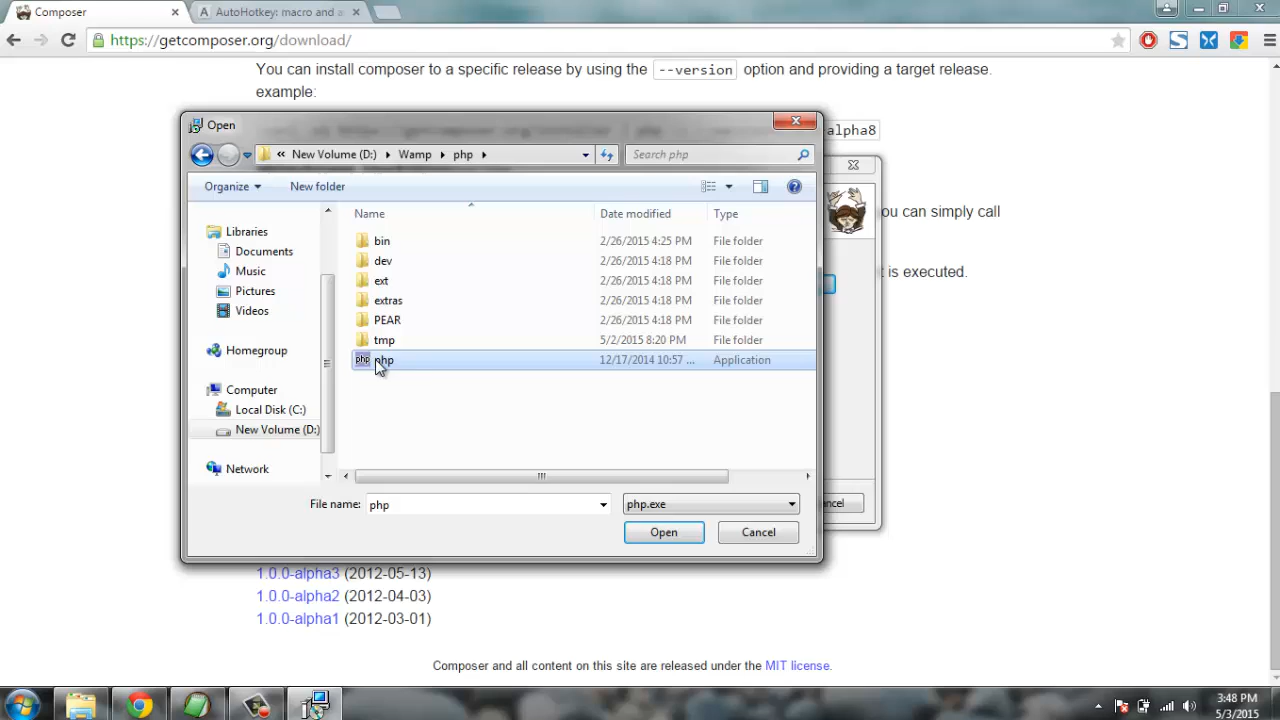 Composer
AutoHotkey: macro and a
https://getcomposer.org/download/
You can install composer to a specific release by using the --version option and providing a target release.
example:
alpha8
ou can simply call
t is executed.
ncel
Open
New Volume (D:) Wamp php
Search php
Organize
New folder
Name
Date modified
Type
Libraries
Documents
Music
Pictures
Videos
Homegroup
Computer
Local Disk (C:)
New Volume (D:)
Network
bin 2/26/2015 4:25 PM File folder
dev 2/26/2015 4:18 PM File folder
ext 2/26/2015 4:18 PM File folder
extras 2/26/2015 4:18 PM File folder
PEAR 2/26/2015 4:18 PM File folder
tmp 5/2/2015 8:20 PM File folder
php php 12/17/2014 10:57 ... Application
File name: php
php.exe
Open
Cancel
1.0.0-alpha3 (2012-05-13)
1.0.0-alpha2 (2012-04-03)
1.0.0-alpha1 (2012-03-01)
Composer and all content on this site are released under the MIT license.
3:48 PM
5/3/2015